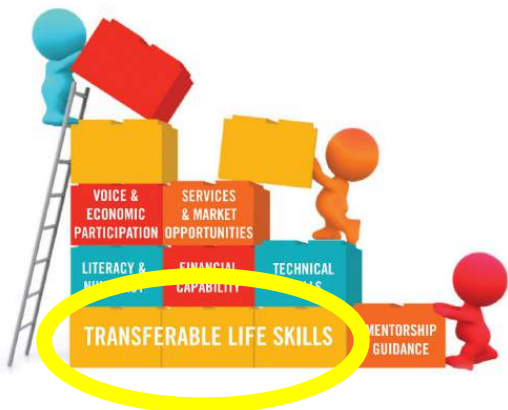 VOICE &
ECONOMIC
PARTICIPATION
SERVICES
& MARKET
OPPORTUNITIES
LITERACY &
FINANCIAL
CAPABILITY
TECHNICAL
TRANSFERABLE LIFE SKILLS
MENTORSHIP
GUIDANCE